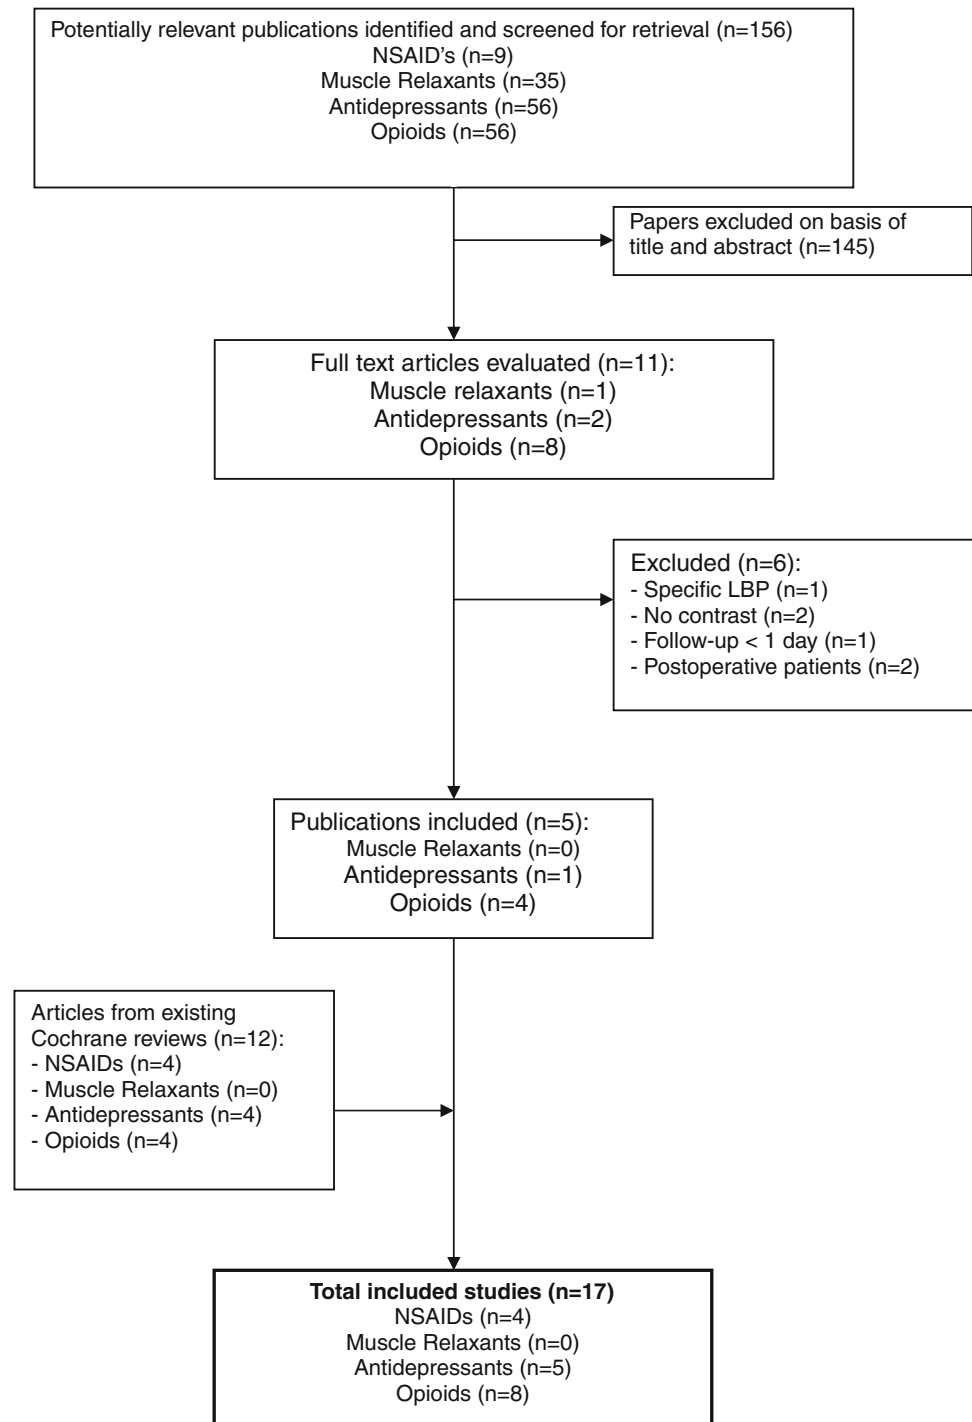 Potentially relevant publications identified and screened for retrieval (n=156)
NSAID's (n=9)
Muscle Relaxants (n=35)
Antidepressants (n=56)
Opioids (n=56)
Papers excluded on basis of
title and abstract (n=145)
Full text articles evaluated (n=11):
Muscle relaxants (n=1)
Antidepressants (n=2)
Opioids (n=8)
Excluded (n=6):
- Specific LBP (n=1)
- No contrast (n=2)
- Follow-up < 1 day (n=1)
- Postoperative patients (n=2)
Publications included (n=5):
Muscle Relaxants (n=0)
Antidepressants (n=1)
Opioids (n=4)
Articles from existing
Cochrane reviews (n=12):
- NSAIDs (n=4)
- Muscle Relaxants (n=0)
- Antidepressants (n=4)
- Opioids (n=4)
Total included studies (n=17)
NSAIDs (n=4)
Muscle Relaxants (n=0)
Antidepressants (n=5)
Opioids (n=8)